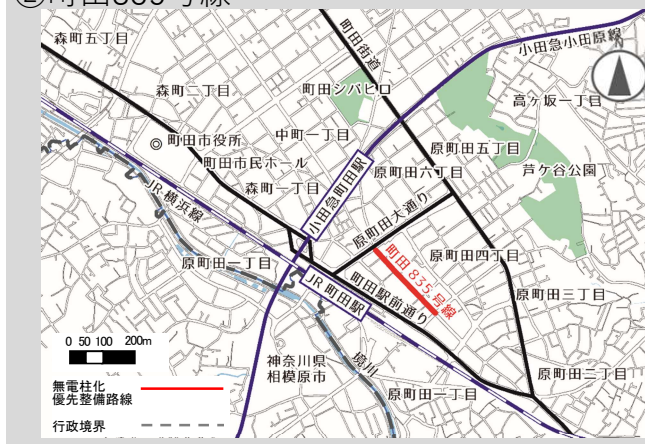 ②町田835号線
森町五丁目
町田街道
小田急小田原線
N
森町二丁目
町田シバヒロ
高ケ坂一丁目
中町一丁目
町田市役所
原町田五丁目
町田市民ホール
原町田六丁目
芦ケ谷公園
森町一丁目
小田急町田駅
JR横浜線
原町田大通り
原町田一丁目
町田835号線
原町田四丁目
JR町田駅
町田駅前通り
原町田三丁目
0 50 100 200m
神奈川県
相模原市
境川
原町田二丁目
原町田一丁目
無電柱化
優先整備路線
行政境界